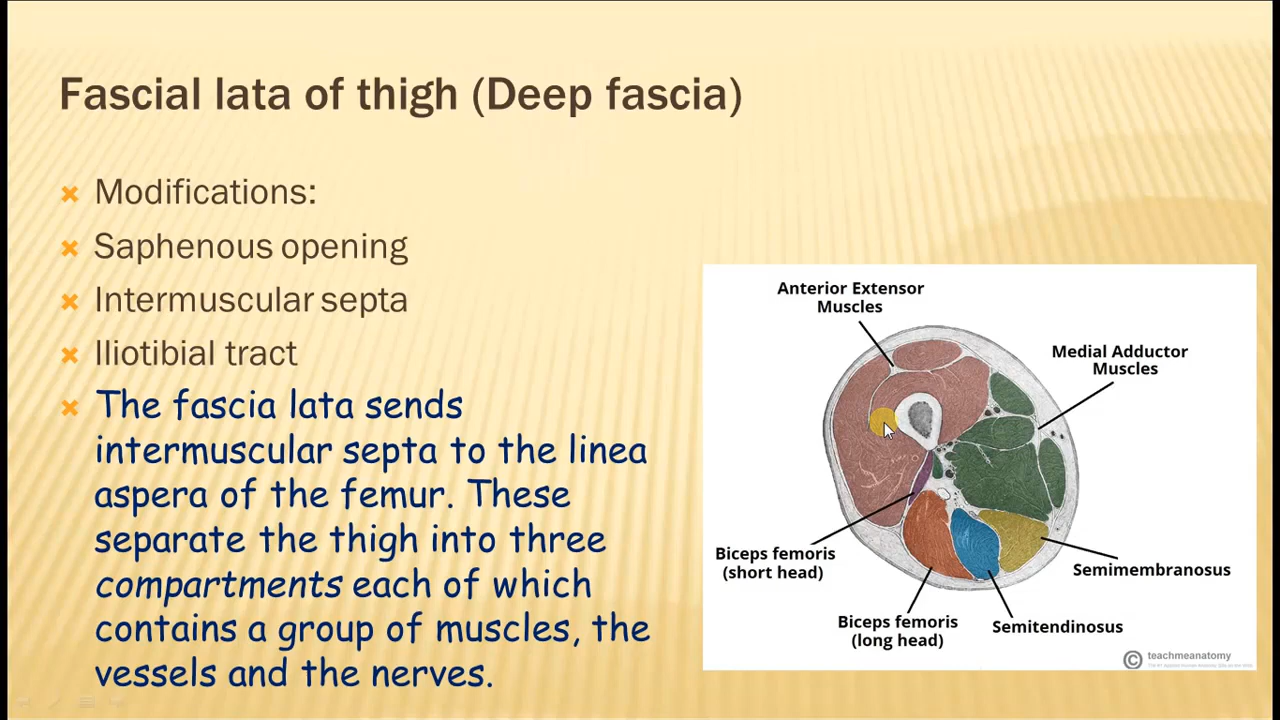 Fascial lata of thigh (Deep fascia)
Modifications:
Saphenous opening
Intermuscular septa
Iliotibial tract
The fascia lata sends
intermuscular septa to the linea
aspera of the femur. These
separate the thigh into three
compartments each of which
contains a group of muscles, the
vessels and the nerves.
Anterior Extensor
Muscles
Medial Adductor
Muscles
Biceps femoris
(short head)
Semimembranosus
Biceps femoris
(long head)
Semitendinosus
© teachmeanatomy